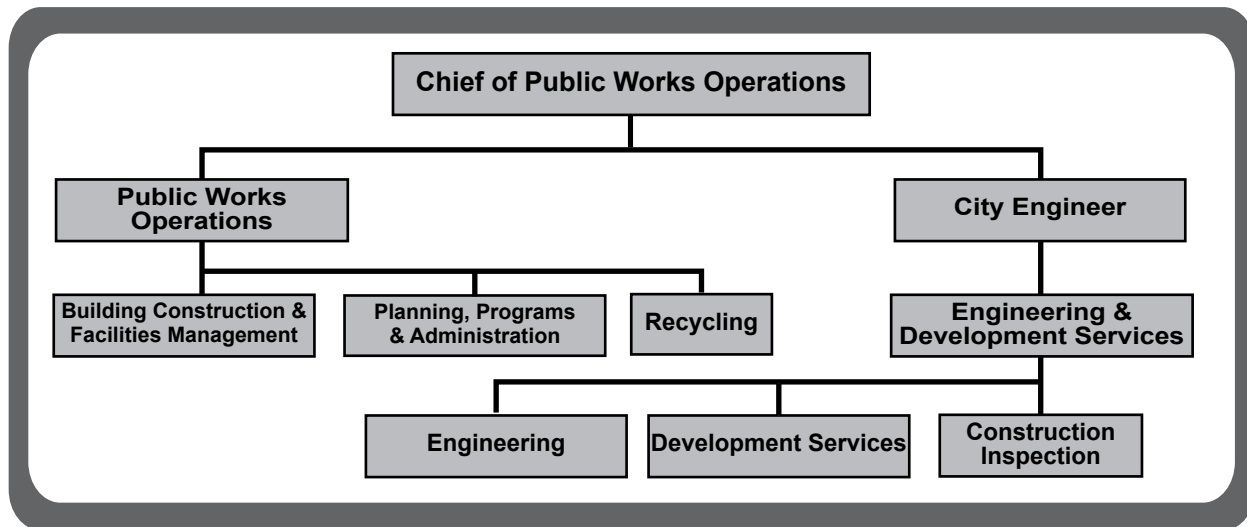 Chief of Public Works Operations
Public Works
Operations
City Engineer
Building Construction &
Facilities Management
Planning, Programs
& Administration
Recycling
Engineering &
Development Services
Engineering
Development Services
Construction
Inspection